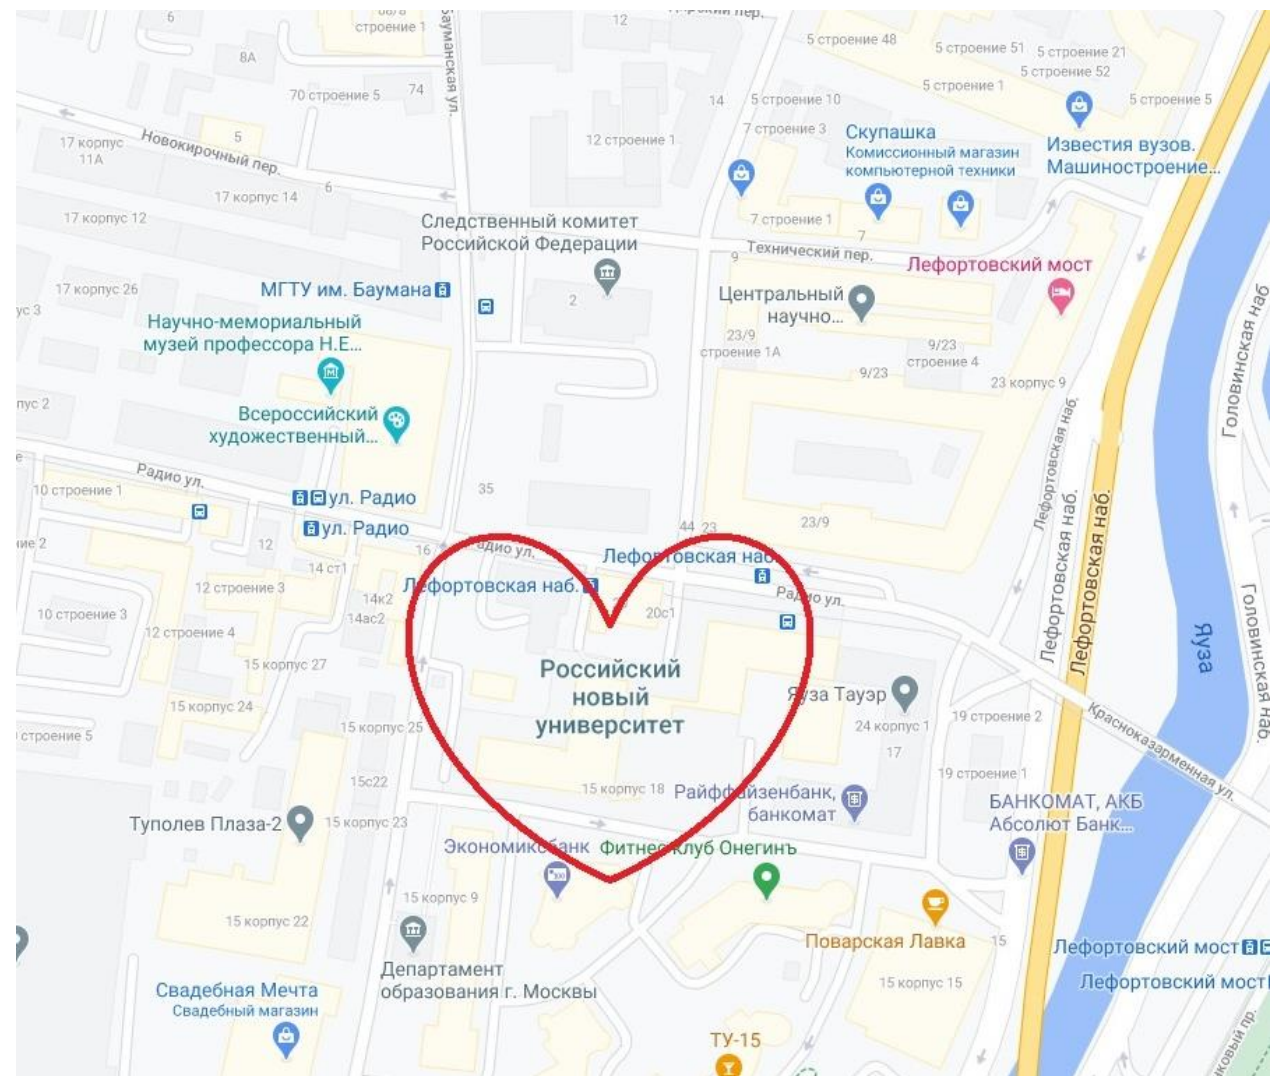 6
68/8
строение 1
12
8А
70 строение 5
74
Бауманская ул.
5 строение 48
5 строение 51
5 строение 21
5 строение 52
5 строение 1
5 строение 5
5 строение 10
14
7 строение 3
12 строение 1
Скупашка
Комиссионный магазин
компьютерной техники
Известия вузов.
Машиностроение...
17 корпус
11А
Новокирочный пер.
5
6
17 корпус 14
17 корпус 12
Следственный комитет
Российской Федерации
7 строение 1
7
Технический пер.
9
Лефортовский мост
17 корпус 26
МГТУ им. Баумана
2
Центральный
научно...
Научно-мемориальный
музей профессора Н.Е...
23/9
строение 1А
9/23
строение 4
9/23
23 корпус 9
Головинская наб.
Всероссийский
художественный...
Лефортовская наб.
Радио ул.
10 строение 1
ул. Радио
ул. Радио
35
44
23
23/9
Лефортовская наб.
Лефортовская наб.
12
14 ст1
16
Радио ул.
Лефортовская наб.
Лефортовская наб.
Радио ул.
12 строение 3
14к2
14ас2
20с1
10 строение 3
12 строение 4
15 корпус 27
Яуза
Головинская наб.
Российский
новый
университет
Яуза Тауэр
15 корпус 24
15 корпус 25
24 корпус 1
17
19 строение 2
Красноказарменная ул.
строение 5
15с22
15 корпус 18
Райффайзенбанк,
банкомат
19 строение 1
БАНКОМАТ, АКБ
Абсолют Банк...
Туполев Плаза-2
15 корпус 23
Экономиксбанк
Фитнес клуб Онегинъ
15 корпус 9
15 корпус 22
Поварская Лавка
15
Лефортовский мост
Департамент
образования г. Москвы
15 корпус 15
Лефортовский мост
Свадебная Мечта
Свадебный магазин
ТУ-15